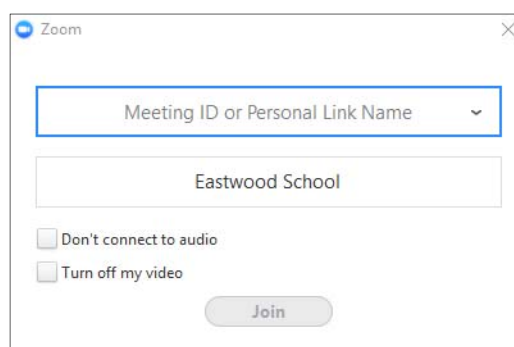 Zoom
Meeting ID or Personal Link Name
Eastwood School
Don't connect to audio
Turn off my video
Join